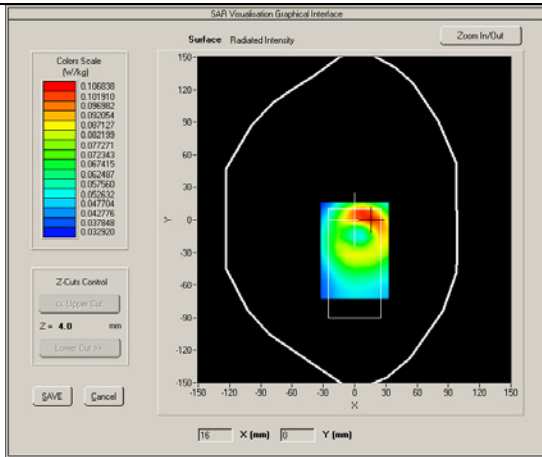 SAR Visualisation Graphical Interface
Surface Radiated Intensity
Zoom In/Out
Colors Scale
(W/kg)
0.106838
0.101910
0.096982
0.092054
0.087127
0.082199
0.077271
0.072343
0.067415
0.062487
0.057560
0.052632
0.047704
0.042776
0.037848
0.032920
Z-Cuts Control
<< Upper Cut
Z = 4.0 mm
Lower Cut >>
SAVE Cancel
150-
120-
90-
60-
30-
0-
-30-
-60-
-90-
-120-
-150-
Y
-150 -120 -90 -60 -30 0 30 60 90 120 150
X
16 X (mm) 0 Y (mm)